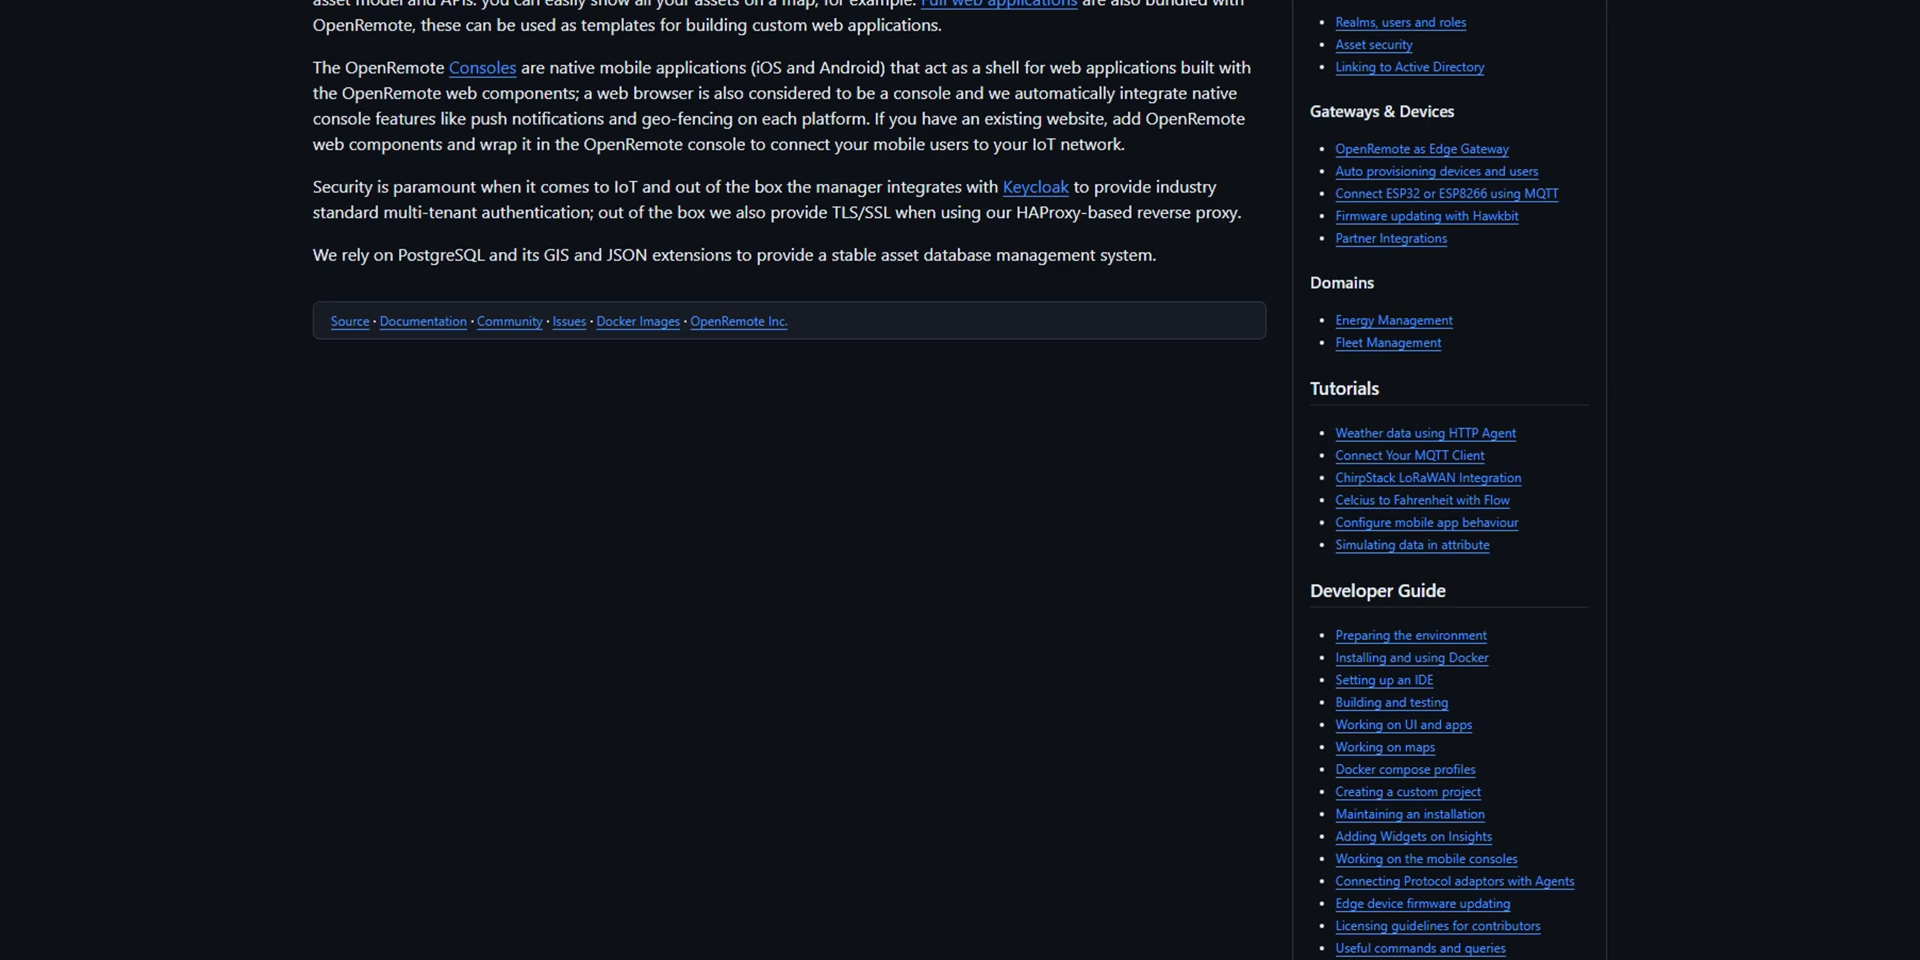 asset model and APIs. you can easily show all your assets on a map, for example. Full web applications are also bundled with
OpenRemote, these can be used as templates for building custom web applications.
The OpenRemote Consoles are native mobile applications (iOS and Android) that act as a shell for web applications built with
the OpenRemote web components; a web browser is also considered to be a console and we automatically integrate native
console features like push notifications and geo-fencing on each platform. If you have an existing website, add OpenRemote
web components and wrap it in the OpenRemote console to connect your mobile users to your IoT network.
Security is paramount when it comes to IoT and out of the box the manager integrates with Keycloak to provide industry
standard multi-tenant authentication; out of the box we also provide TLS/SSL when using our HAProxy-based reverse proxy.
We rely on PostgreSQL and its GIS and JSON extensions to provide a stable asset database management system.
Source · Documentation · Community · Issues · Docker Images · OpenRemote Inc.
• Realms, users and roles
• Asset security
• Linking to Active Directory
Gateways & Devices
• OpenRemote as Edge Gateway
• Auto provisioning devices and users
• Connect ESP32 or ESP8266 using MQTT
• Firmware updating with Hawkbit
• Partner Integrations
Domains
• Energy Management
• Fleet Management
Tutorials
• Weather data using HTTP Agent
• Connect Your MQTT Client
• ChirpStack LoRaWAN Integration
• Celcius to Fahrenheit with Flow
• Configure mobile app behaviour
• Simulating data in attribute
Developer Guide
• Preparing the environment
• Installing and using Docker
• Setting up an IDE
• Building and testing
• Working on UI and apps
• Working on maps
• Docker compose profiles
• Creating a custom project
• Maintaining an installation
• Adding Widgets on Insights
• Working on the mobile consoles
• Connecting Protocol adaptors with Agents
• Edge device firmware updating
• Licensing guidelines for contributors
• Useful commands and queries